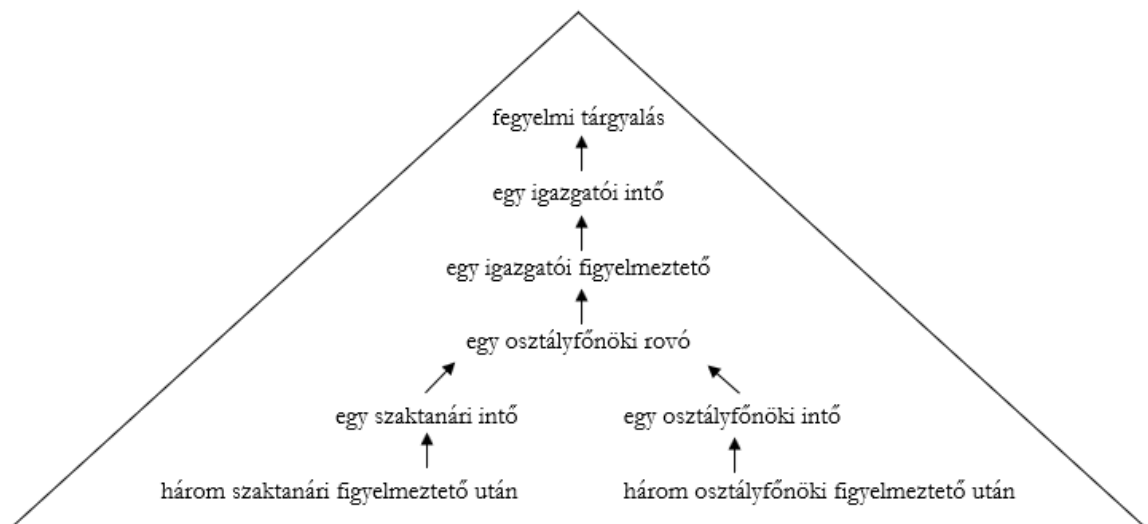 fegyelmi tárgyalás
egy igazgatói intő
egy igazgatói figyelmeztető
egy osztályfőnöki rovó
egy szaktanári intő
egy osztályfőnöki intő
három szaktanári figyelmeztető után
három osztályfőnöki figyelmeztető után